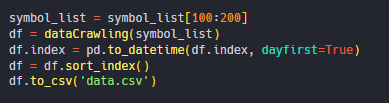 symbol_list = symbol_list[100:200]
df = dataCrawling(symbol_list)
df.index = pd.to_datetime(df.index, dayfirst=True)
df = df.sort_index()
df.to_csv('data.csv')